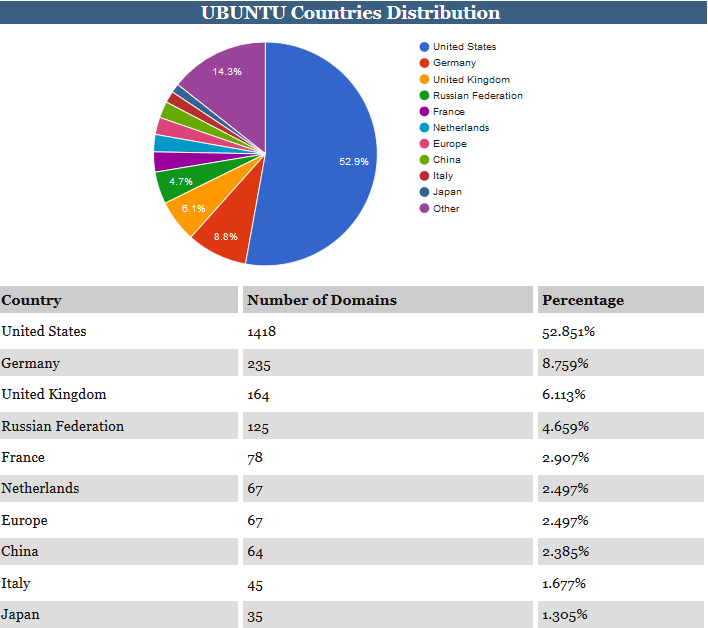 UBUNTU Countries Distribution
United States
Germany
United Kingdom
Russian Federation
France
Netherlands
Europe
China
Italy
Japan
Other
14.3%
52.9%
4.7%
6.1%
8.8%
Country Number of Domains Percentage
United States 1418 52.851%
Germany 235 8.759%
United Kingdom 164 6.113%
Russian Federation 125 4.659%
France 78 2.907%
Netherlands 67 2.497%
Europe 67 2.497%
China 64 2.385%
Italy 45 1.677%
Japan 35 1.305%